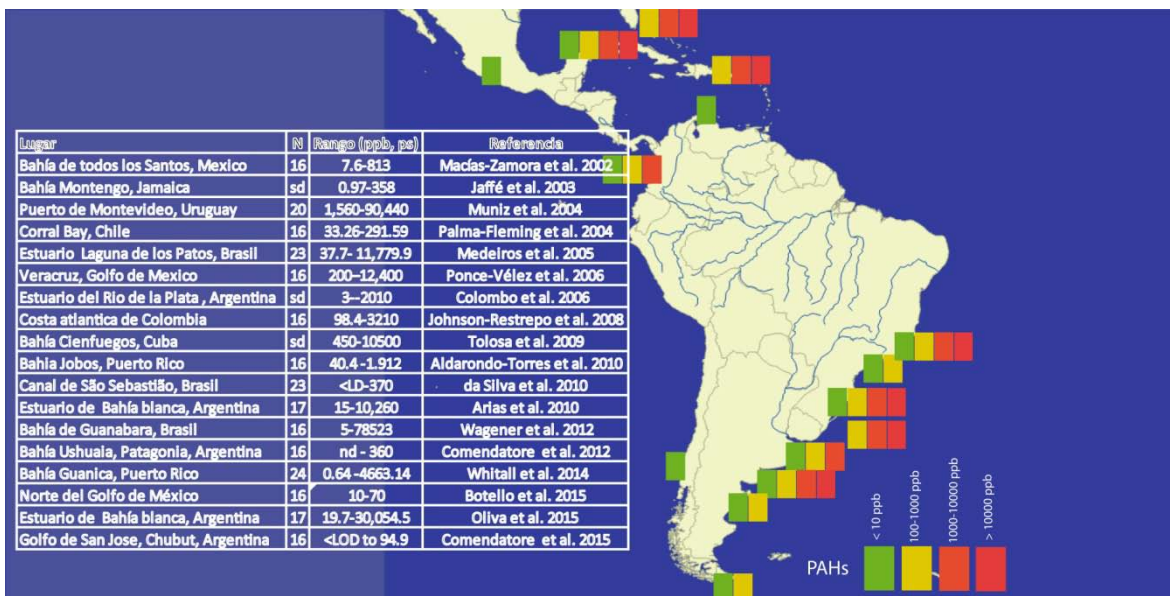 Lugar N Rango (ppb, ps) Referencia
Bahía de todos los Santos, Mexico 16 7.6-813 Macías-Zamora et al. 2002
Bahía Montengo, Jamaica sd 0.97-358 Jaffé et al. 2003
Puerto de Montevideo, Uruguay 20 1,560-90,440 Muniz et al. 2004
Corral Bay, Chile 16 33.26-291.59 Palma-Fleming et al. 2004
Estuario Laguna de los Patos, Brasil 23 37.7- 11,779.9 Medeiros et al. 2005
Veracruz, Golfo de Mexico 16 200–12,400 Ponce-Vélez et al. 2006
Estuario del Rio de la Plata , Argentina sd 3--2010 Colombo et al. 2006
Costa atlantica de Colombia 16 98.4-3210 Johnson-Restrepo et al. 2008
Bahía Cienfuegos, Cuba sd 450-10500 Tolosa et al. 2009
Bahia Jobos, Puerto Rico 16 40.4 -1.912 Aldarondo-Torres et al. 2010
Canal de São Sebastião, Brasil 23 <LD-370 da Silva et al. 2010
Estuario de Bahía blanca, Argentina 17 15-10,260 Arias et al. 2010
Bahía de Guanabara, Brasil 16 5-78523 Wagener et al. 2012
Bahía Ushuaia, Patagonia, Argentina 16 nd - 360 Comendatore et al. 2012
Bahía Guanica, Puerto Rico 24 0.64 -4663.14 Whitall et al. 2014
Norte del Golfo de México 16 10-70 Botello et al. 2015
Estuario de Bahía blanca, Argentina 17 19.7-30,054.5 Oliva et al. 2015
Golfo de San Jose, Chubut, Argentina 16 <LOD to 94.9 Comendatore et al. 2015
PAHs
< 10 ppb
100-1000 ppb
1000-10000 ppb
> 10000 ppb